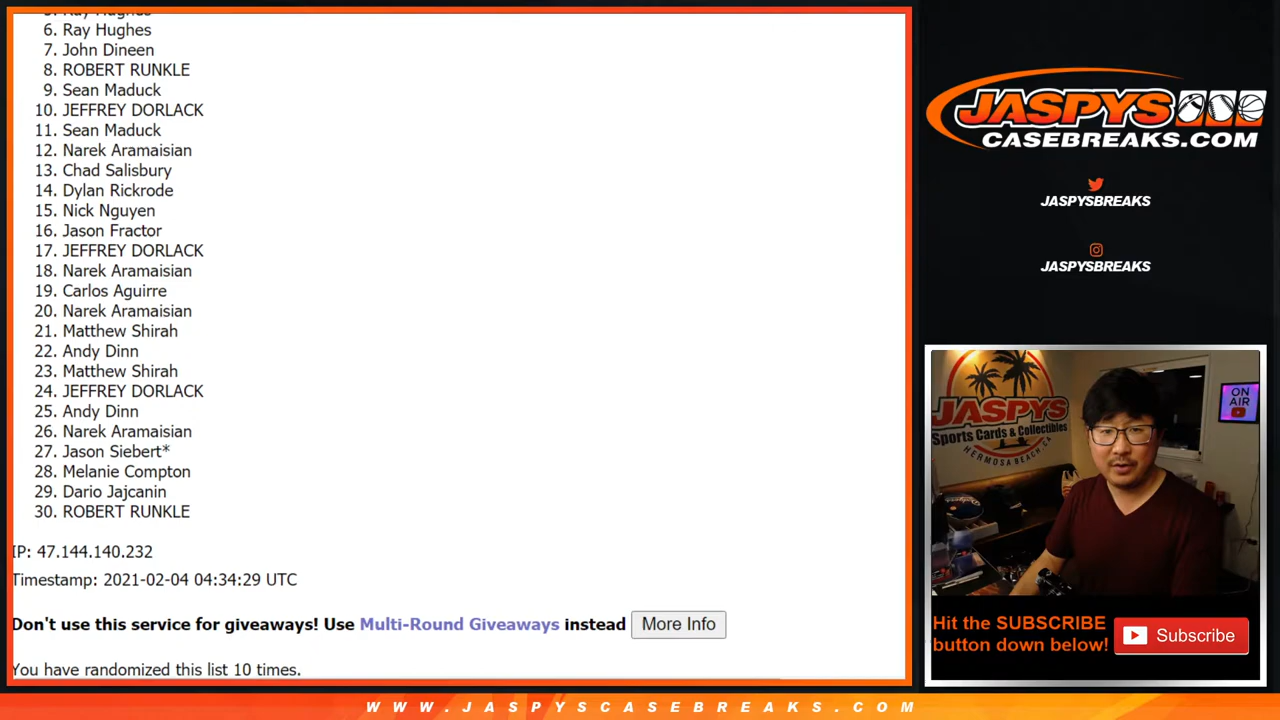 6. Ray Hughes
7. John Dineen
8. ROBERT RUNKLE
9. Sean Maduck
10. JEFFREY DORLACK
11. Sean Maduck
12. Narek Aramaisian
13. Chad Salisbury
14. Dylan Rickrode
15. Nick Nguyen
16. Jason Fractor
17. JEFFREY DORLACK
18. Narek Aramaisian
19. Carlos Aguirre
20. Narek Aramaisian
21. Matthew Shirah
22. Andy Dinn
23. Matthew Shirah
24. JEFFREY DORLACK
25. Andy Dinn
26. Narek Aramaisian
27. Jason Siebert*
28. Melanie Compton
29. Dario Jajcanin
30. ROBERT RUNKLE
IP: 47.144.140.232
Timestamp: 2021-02-04 04:34:29 UTC
Don't use this service for giveaways! Use Multi-Round Giveaways instead More Info
You have randomized this list 10 times.
JASPYS
CASEBREAKS.COM
JASPYSBREAKS
JASPYSBREAKS
JASPYS
Sports Cards & Collectibles
HERMOSA BEACH, CA
ON
AIR
Hit the SUBSCRIBE
button down below!
Subscribe
WWW.JASPYSCASEBREAKS.COM